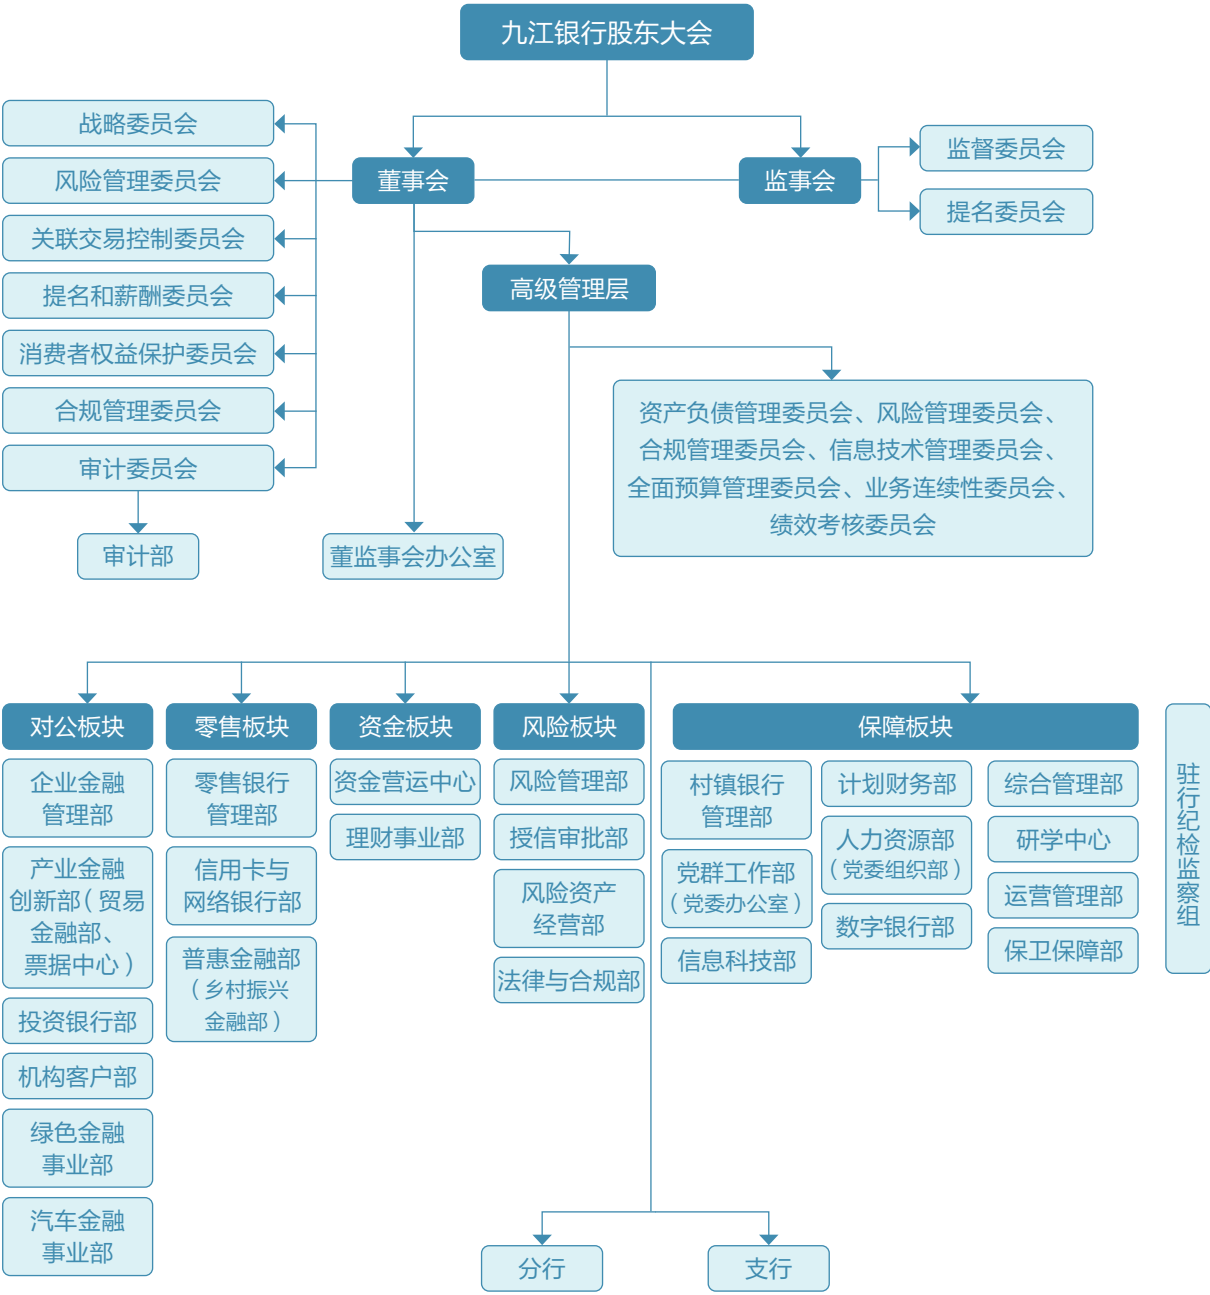 九江银行股东大会
战略委员会
风险管理委员会
关联交易控制委员会
提名和薪酬委员会
消费者权益保护委员会
合规管理委员会
审计委员会
审计部
董事会
监事会
监督委员会
提名委员会
高级管理层
董监事会办公室
资产负债管理委员会、风险管理委员会、
合规管理委员会、信息技术管理委员会、
全面预算管理委员会、业务连续性委员会、
绩效考核委员会
对公板块
企业金融
管理部
产业金融
创新部（贸易
金融部、
票据中心）
投资银行部
机构客户部
绿色金融
事业部
汽车金融
事业部
零售板块
零售银行
管理部
信用卡与
网络银行部
普惠金融部
（乡村振兴
金融部）
资金板块
资金营运中心
理财事业部
风险板块
风险管理部
授信审批部
风险资产
经营部
法律与合规部
保障板块
村镇银行
管理部
党群工作部
（党委办公室）
信息科技部
计划财务部
人力资源部
（党委组织部）
数字银行部
综合管理部
研学中心
运营管理部
保卫保障部
驻行纪检监察组
分行
支行